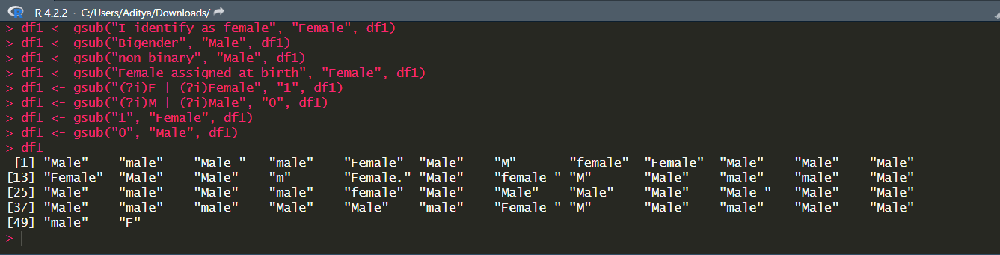 R 4.2.2 · C:/Users/Aditya/Downloads/
> df1 <- gsub("I identify as female", "Female", df1)
> df1 <- gsub("Bigender", "Male", df1)
> df1 <- gsub("non-binary", "Male", df1)
> df1 <- gsub("Female assigned at birth", "Female", df1)
> df1 <- gsub("(?i)F | (?i)Female", "1", df1)
> df1 <- gsub("(?i)M | (?i)Male", "0", df1)
> df1 <- gsub("1", "Female", df1)
> df1 <- gsub("0", "Male", df1)
> df1
[1] "Male" "male" "Male " "male" "Female" "Male" "M" "female" "Female" "Male" "Male" "Male"
[13] "Female" "Male" "Male" "m" "Female." "Male" "female " "M" "Male" "male" "male" "Male"
[25] "Male" "male" "Male" "male" "female" "Male" "Male" "Male" "Male" "Male " "Male" "Male"
[37] "Male" "male" "male" "Male" "Male" "male" "Female " "M" "Male" "male" "Male" "Male"
[49] "male" "F"
>